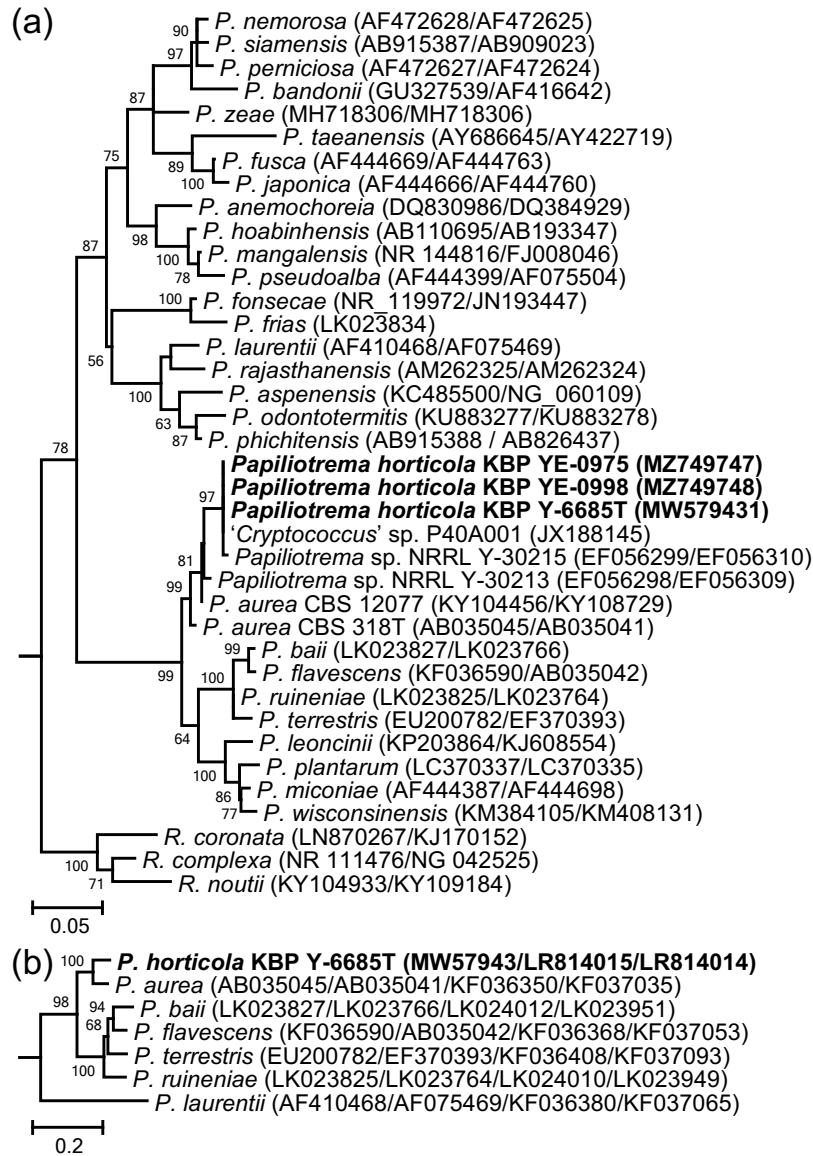 (a)
90
P. nemorosa (AF472628/AF472625)
P. siamensis (AB915387/AB909023)
97
P. perniciosa (AF472627/AF472624)
P. bandonii (GU327539/AF416642)
87
P. zeae (MH718306/MH718306)
P. taeanensis (AY686645/AY422719)
75
89
P. fusca (AF444669/AF444763)
100
P. japonica (AF444666/AF444760)
P. anemochoreia (DQ830986/DQ384929)
98
P. hoabinhensis (AB110695/AB193347)
87
100
P. mangalensis (NR 144816/FJ008046)
78
P. pseudoalba (AF444399/AF075504)
100
P. fonsecae (NR_119972/JN193447)
P. frias (LK023834)
56
P. laurentii (AF410468/AF075469)
P. rajasthanensis (AM262325/AM262324)
100
P. aspenensis (KC485500/NG_060109)
63
P. odontotermitis (KU883277/KU883278)
87
P. phichitensis (AB915388 / AB826437)
78
Papiliotrema horticola KBP YE-0975 (MZ749747)
97
Papiliotrema horticola KBP YE-0998 (MZ749748)
Papiliotrema horticola KBP Y-6685T (MW579431)
'Cryptococcus' sp. P40A001 (JX188145)
81
Papiliotrema sp. NRRL Y-30215 (EF056299/EF056310)
Papiliotrema sp. NRRL Y-30213 (EF056298/EF056309)
99
P. aurea CBS 12077 (KY104456/KY108729)
P. aurea CBS 318T (AB035045/AB035041)
99
P. baii (LK023827/LK023766)
99
P. flavescens (KF036590/AB035042)
100
P. ruineniae (LK023825/LK023764)
P. terrestris (EU200782/EF370393)
64
P. leoncinii (KP203864/KJ608554)
100
P. plantarum (LC370337/LC370335)
86
P. miconiae (AF444387/AF444698)
77
P. wisconsinensis (KM384105/KM408131)
R. coronata (LN870267/KJ170152)
100
R. complexa (NR 111476/NG 042525)
71
R. noutii (KY104933/KY109184)
0.05
(b)
100
P. horticola KBP Y-6685T (MW57943/LR814015/LR814014)
P. aurea (AB035045/AB035041/KF036350/KF037035)
98
94
P. baii (LK023827/LK023766/LK024012/LK023951)
68
P. flavescens (KF036590/AB035042/KF036368/KF037053)
P. terrestris (EU200782/EF370393/KF036408/KF037093)
100
P. ruineniae (LK023825/LK023764/LK024010/LK023949)
P. laurentii (AF410468/AF075469/KF036380/KF037065)
0.2